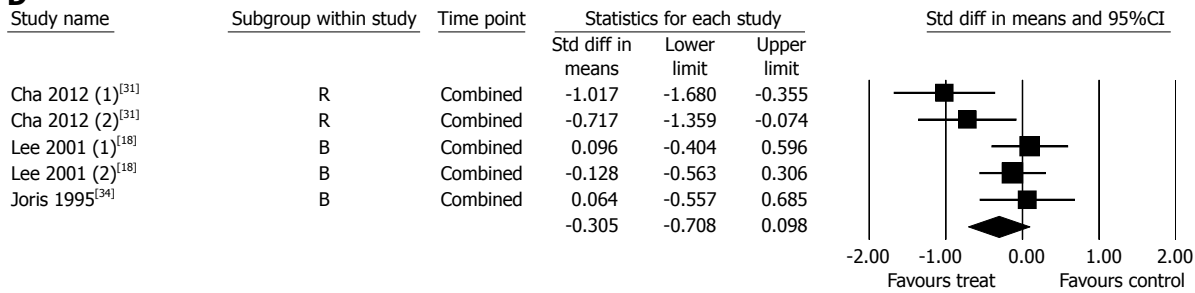 D
Study name Subgroup within study Time point Statistics for each study Std diff in means and 95%CI
Std diff in Lower Upper
means limit limit
Cha 2012 (1)[31] R Combined -1.017 -1.680 -0.355
Cha 2012 (2)[31] R Combined -0.717 -1.359 -0.074
Lee 2001 (1)[18] B Combined 0.096 -0.404 0.596
Lee 2001 (2)[18] B Combined -0.128 -0.563 0.306
Joris 1995[34] B Combined 0.064 -0.557 0.685
-0.305 -0.708 0.098
-2.00 -1.00 0.00 1.00 2.00
Favours treat Favours control